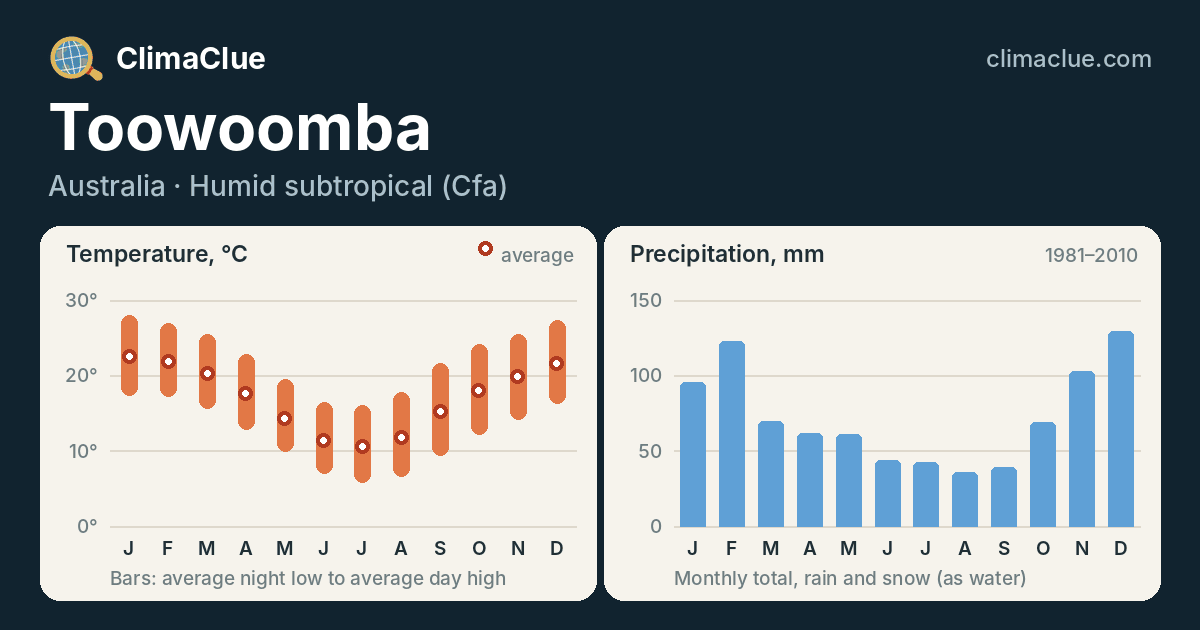 ClimaClue
climaclue.com
Toowoomba
Australia · Humid subtropical (Cfa)
Temperature, °C
average
30°
20°
10°
0°
J F M A M J J A S O N D
Bars: average night low to average day high
Precipitation, mm
1981–2010
150
100
50
0
J F M A M J J A S O N D
Monthly total, rain and snow (as water)